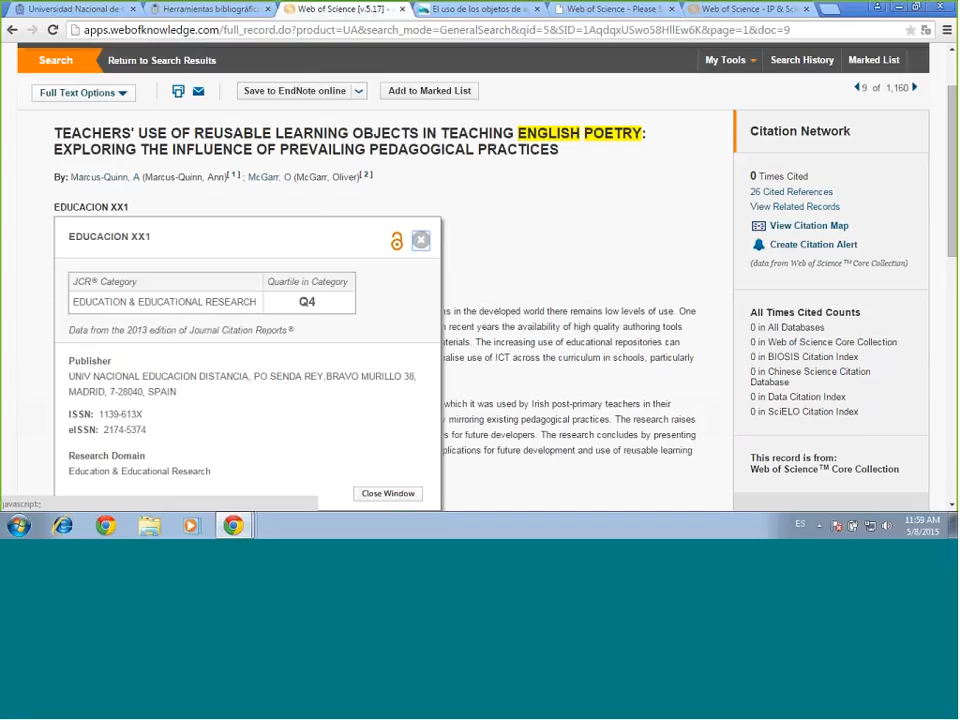 Universidad Nacional de
Herramientas bibliográfic
Web of Science [v.5.17] -
El uso de los objetos de a
Web of Science - Please S
Web of Science - IP & Sci
apps.webofknowledge.com/full_record.do?product=UA&search_mode=GeneralSearch&qid=5&SID=1AqdqxUSwo58HllEw6K&page=1&doc=9
Search
Return to Search Results
My Tools
Search History
Marked List
Full Text Options
Save to EndNote online
Add to Marked List
9 of 1,160
TEACHERS' USE OF REUSABLE LEARNING OBJECTS IN TEACHING ENGLISH POETRY:
EXPLORING THE INFLUENCE OF PREVAILING PEDAGOGICAL PRACTICES
By: Marcus-Quinn, A (Marcus-Quinn, Ann)[ 1 ] ; McGarr, O (McGarr, Oliver)[ 2 ]
EDUCACION XX1
EDUCACION XX1
JCR® Category
Quartile in Category
EDUCATION & EDUCATIONAL RESEARCH
Q4
Data from the 2013 edition of Journal Citation Reports®
Publisher
UNIV NACIONAL EDUCACION DISTANCIA, PO SENDA REY,BRAVO MURILLO 38,
MADRID, 7-28040, SPAIN
ISSN: 1139-613X
eISSN: 2174-5374
Research Domain
Education & Educational Research
Close Window
s in the developed world there remains low levels of use. One
recent years the availability of high quality authoring tools
terials. The increasing use of educational repositories can
alise use of ICT across the curriculum in schools, particularly
which it was used by Irish post-primary teachers in their
mirroring existing pedagogical practices. The research raises
s for future developers. The research concludes by presenting
plications for future development and use of reusable learning
Citation Network
0 Times Cited
26 Cited References
View Related Records
View Citation Map
Create Citation Alert
(data from Web of Science™ Core Collection)
All Times Cited Counts
0 in All Databases
0 in Web of Science Core Collection
0 in BIOSIS Citation Index
0 in Chinese Science Citation
Database
0 in Data Citation Index
0 in SciELO Citation Index
This record is from:
Web of Science™ Core Collection
javascript:;
ES
11:59 AM
5/8/2015